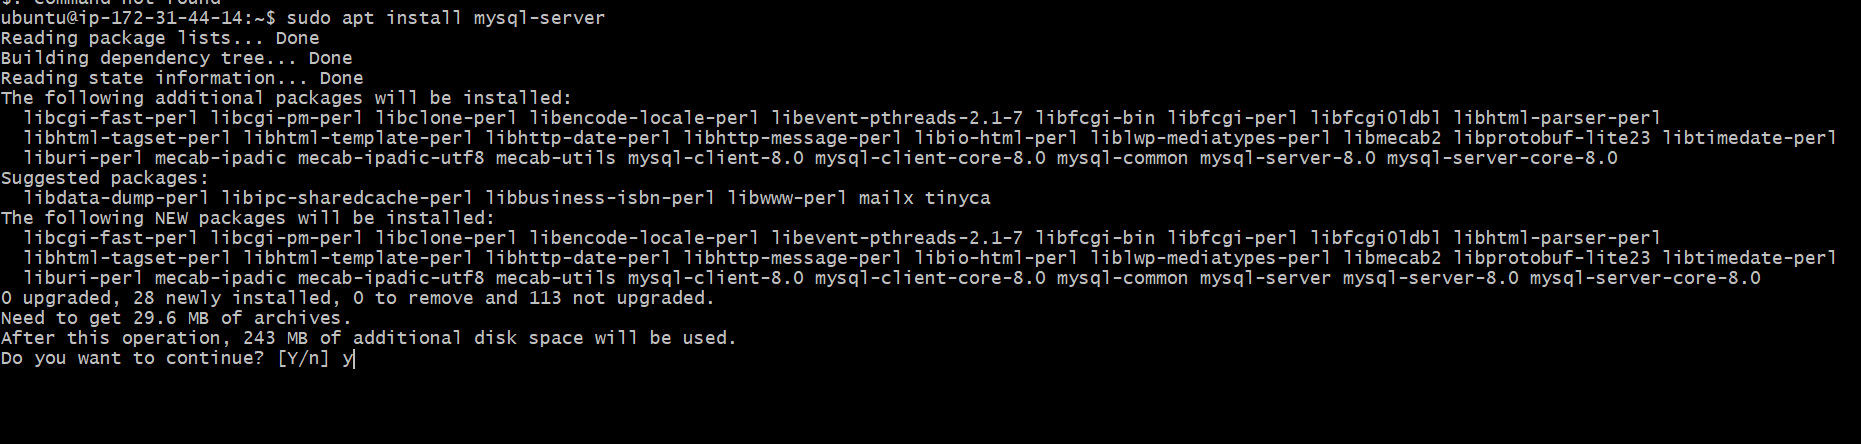 $: command not found
ubuntu@ip-172-31-44-14:~$ sudo apt install mysql-server
Reading package lists... Done
Building dependency tree... Done
Reading state information... Done
The following additional packages will be installed:
  libcgi-fast-perl libcgi-pm-perl libclone-perl libencode-locale-perl libevent-pthreads-2.1-7 libfcgi-bin libfcgi-perl libfcgi0ldbl libhtml-parser-perl
  libhtml-tagset-perl libhtml-template-perl libhttp-date-perl libhttp-message-perl libio-html-perl liblwp-mediatypes-perl libmecab2 libprotobuf-lite23 libtimedate-perl
  liburi-perl mecab-ipadic mecab-ipadic-utf8 mecab-utils mysql-client-8.0 mysql-client-core-8.0 mysql-common mysql-server-8.0 mysql-server-core-8.0
Suggested packages:
  libdata-dump-perl libipc-sharedcache-perl libbusiness-isbn-perl libwww-perl mailx tinyca
The following NEW packages will be installed:
  libcgi-fast-perl libcgi-pm-perl libclone-perl libencode-locale-perl libevent-pthreads-2.1-7 libfcgi-bin libfcgi-perl libfcgi0ldbl libhtml-parser-perl
  libhtml-tagset-perl libhtml-template-perl libhttp-date-perl libhttp-message-perl libio-html-perl liblwp-mediatypes-perl libmecab2 libprotobuf-lite23 libtimedate-perl
  liburi-perl mecab-ipadic mecab-ipadic-utf8 mecab-utils mysql-client-8.0 mysql-client-core-8.0 mysql-common mysql-server mysql-server-8.0 mysql-server-core-8.0
0 upgraded, 28 newly installed, 0 to remove and 113 not upgraded.
Need to get 29.6 MB of archives.
After this operation, 243 MB of additional disk space will be used.
Do you want to continue? [Y/n] y